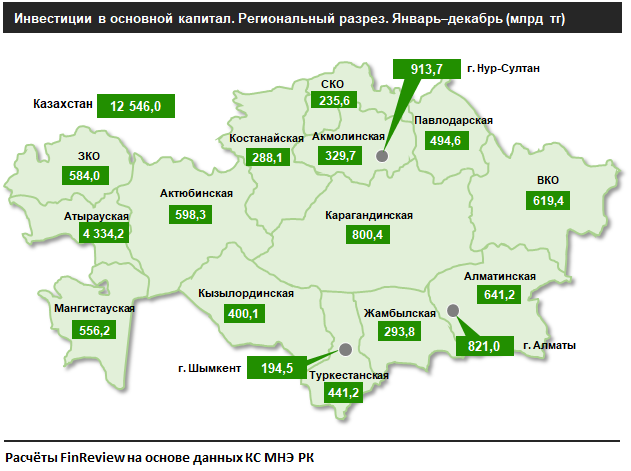 Инвестиции в основной капитал. Региональный разрез. Январь–декабрь (млрд тг)
913,7 г. Нур-Султан
Казахстан 12 546,0
СКО
235,6
Павлодарская
494,6
Костанайская
288,1
Акмолинская
329,7
ЗКО
584,0
ВКО
619,4
Актюбинская
598,3
Атырауская
4 334,2
Карагандинская
800,4
Алматинская
641,2
Кызылординская
400,1
Мангистауская
556,2
Жамбылская
293,8
821,0 г. Алматы
г. Шымкент 194,5
Туркестанская
441,2
Расчёты FinReview на основе данных КС МНЭ РК